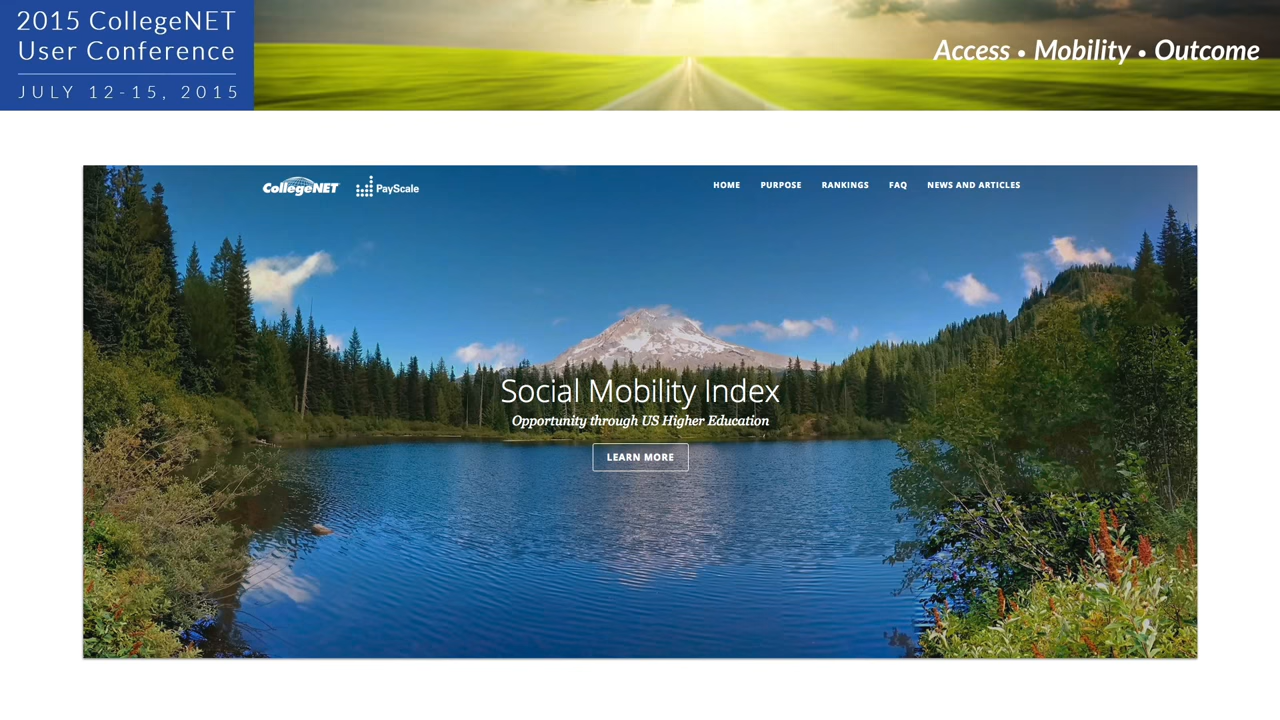 2015 CollegeNET
User Conference
JULY 12-15, 2015
Access • Mobility • Outcome
CollegeNET PayScale HOME PURPOSE RANKINGS FAQ NEWS AND ARTICLES
Social Mobility Index
Opportunity through US Higher Education
LEARN MORE